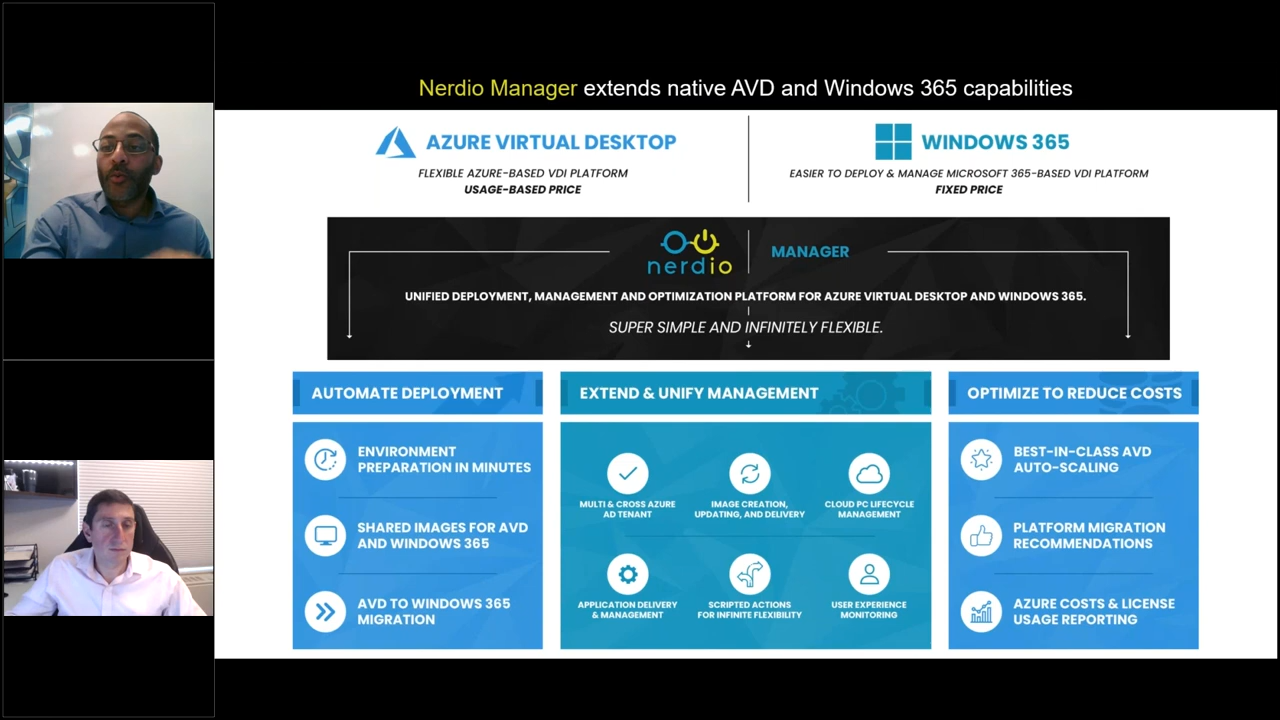 Nerdio Manager extends native AVD and Windows 365 capabilities
AZURE VIRTUAL DESKTOP
FLEXIBLE AZURE-BASED VDI PLATFORM
USAGE-BASED PRICE
WINDOWS 365
EASIER TO DEPLOY & MANAGE MICROSOFT 365-BASED VDI PLATFORM
FIXED PRICE
nerdio
MANAGER
UNIFIED DEPLOYMENT, MANAGEMENT AND OPTIMIZATION PLATFORM FOR AZURE VIRTUAL DESKTOP AND WINDOWS 365.
SUPER SIMPLE AND INFINITELY FLEXIBLE.
AUTOMATE DEPLOYMENT
ENVIRONMENT
PREPARATION IN MINUTES
SHARED IMAGES FOR AVD
AND WINDOWS 365
AVD TO WINDOWS 365
MIGRATION
EXTEND & UNIFY MANAGEMENT
MULTI & CROSS AZURE
AD TENANT
IMAGE CREATION,
UPDATING, AND DELIVERY
CLOUD PC LIFECYCLE
MANAGEMENT
APPLICATION DELIVERY
& MANAGEMENT
SCRIPTED ACTIONS
FOR INFINITE FLEXIBILITY
USER EXPERIENCE
MONITORING
OPTIMIZE TO REDUCE COSTS
BEST-IN-CLASS AVD
AUTO-SCALING
PLATFORM MIGRATION
RECOMMENDATIONS
AZURE COSTS & LICENSE
USAGE REPORTING